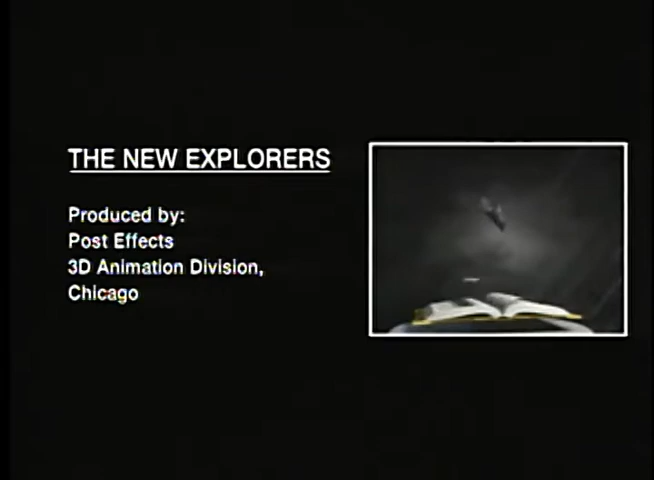 THE NEW EXPLORERS
Produced by:
Post Effects
3D Animation Division,
Chicago